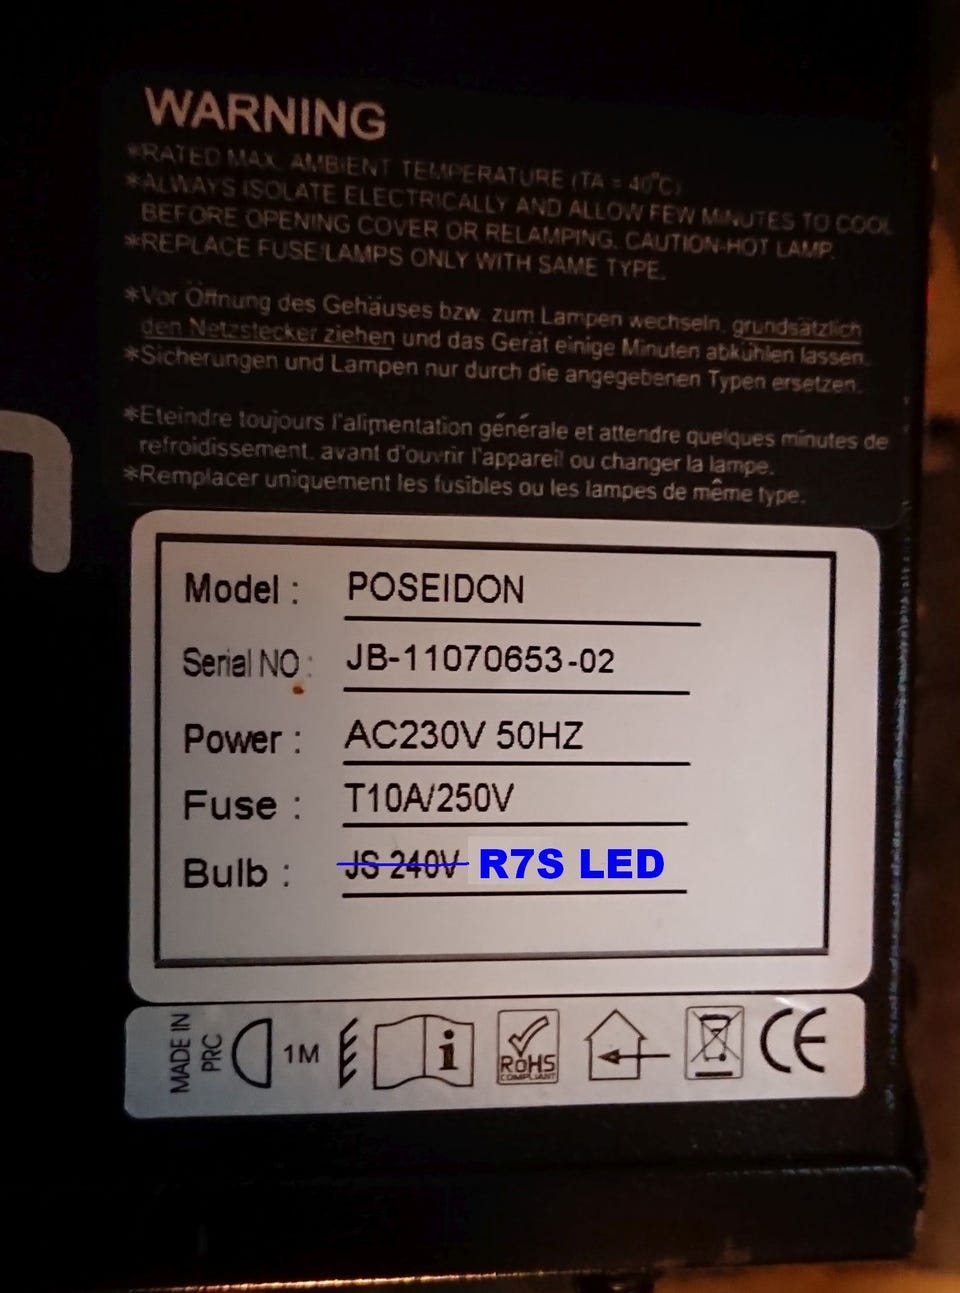 WARNING
*RATED MAX. AMBIENT TEMPERATURE (TA = 40°C)
*ALWAYS ISOLATE ELECTRICALLY AND ALLOW FEW MINUTES TO COOL
BEFORE OPENING COVER OR RELAMPING. CAUTION-HOT LAMP.
*REPLACE FUSE/LAMPS ONLY WITH SAME TYPE.
*Vor Öffnung des Gehäuses bzw. zum Lampen wechseln, grundsätzlich
den Netzstecker ziehen und das Gerät einige Minuten abkühlen lassen.
*Sicherungen und Lampen nur durch die angegebenen Typen ersetzen.
*Eteindre toujours l'alimentation générale et attendre quelques minutes de
refroidissement, avant d'ouvrir l'appareil ou changer la lampe.
*Remplacer uniquement les fusibles ou les lampes de même type.
Model : POSEIDON
Serial NO : JB-11070653-02
Power : AC230V 50HZ
Fuse : T10A/250V
Bulb : JS 240V R7S LED
MADE IN
PRC
1M
i
RoHS
COMPLIANT
CE